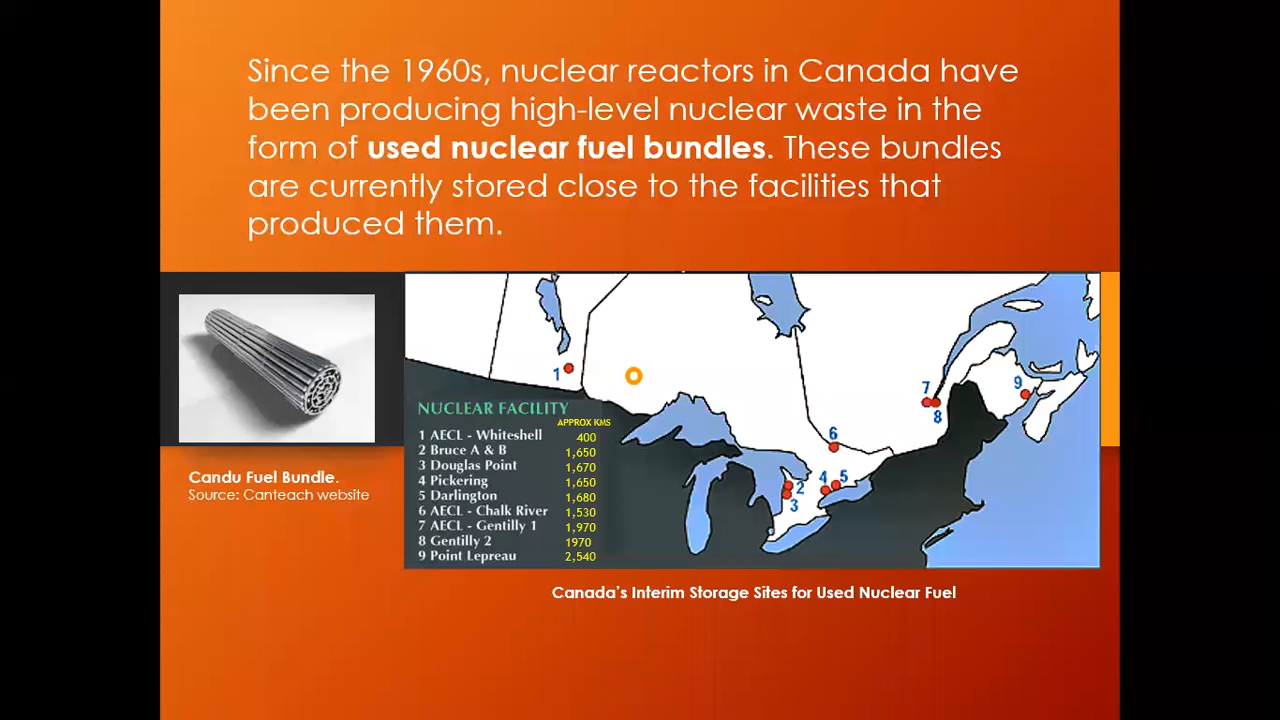 Since the 1960s, nuclear reactors in Canada have
been producing high-level nuclear waste in the
form of used nuclear fuel bundles. These bundles
are currently stored close to the facilities that
produced them.
Candu Fuel Bundle.
Source: Canteach website
NUCLEAR FACILITY
APPROX KMS
1 AECL - Whiteshell 400
2 Bruce A & B 1,650
3 Douglas Point 1,670
4 Pickering 1,650
5 Darlington 1,680
6 AECL - Chalk River 1,530
7 AECL - Gentilly 1 1,970
8 Gentilly 2 1970
9 Point Lepreau 2,540
1
2
3
4
5
6
7
8
9
Canada's Interim Storage Sites for Used Nuclear Fuel